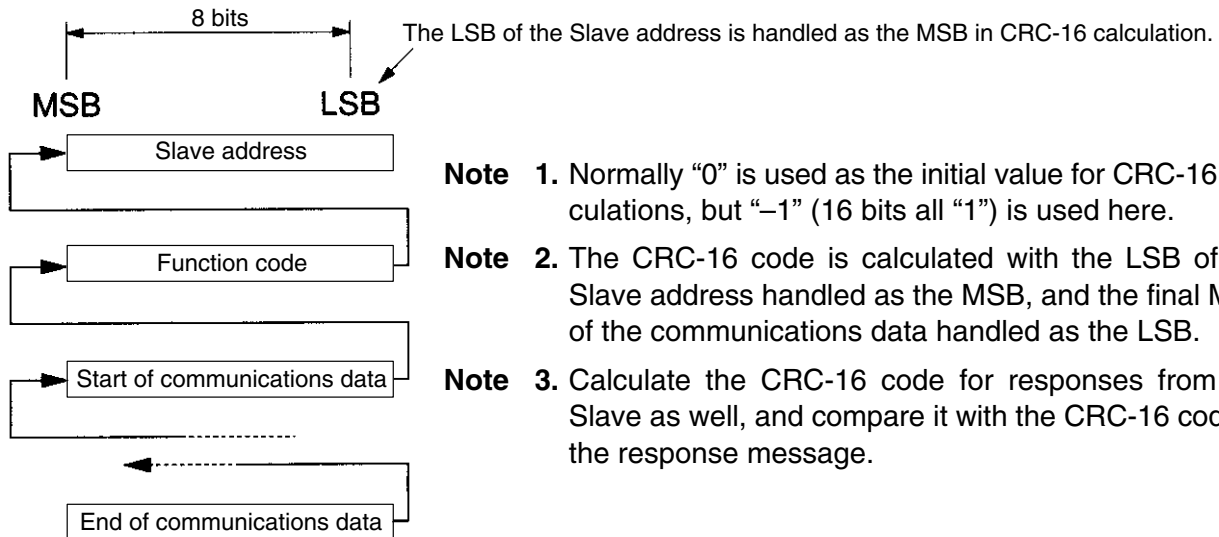 8 bits
The LSB of the Slave address is handled as the MSB in CRC-16 calculation.
MSB
LSB
Slave address
Function code
Start of communications data
End of communications data
Note 1. Normally “0” is used as the initial value for CRC-16
culations, but “–1” (16 bits all “1”) is used here.
Note 2. The CRC-16 code is calculated with the LSB of
Slave address handled as the MSB, and the final
of the communications data handled as the LSB.
Note 3. Calculate the CRC-16 code for responses from
Slave as well, and compare it with the CRC-16
the response message.